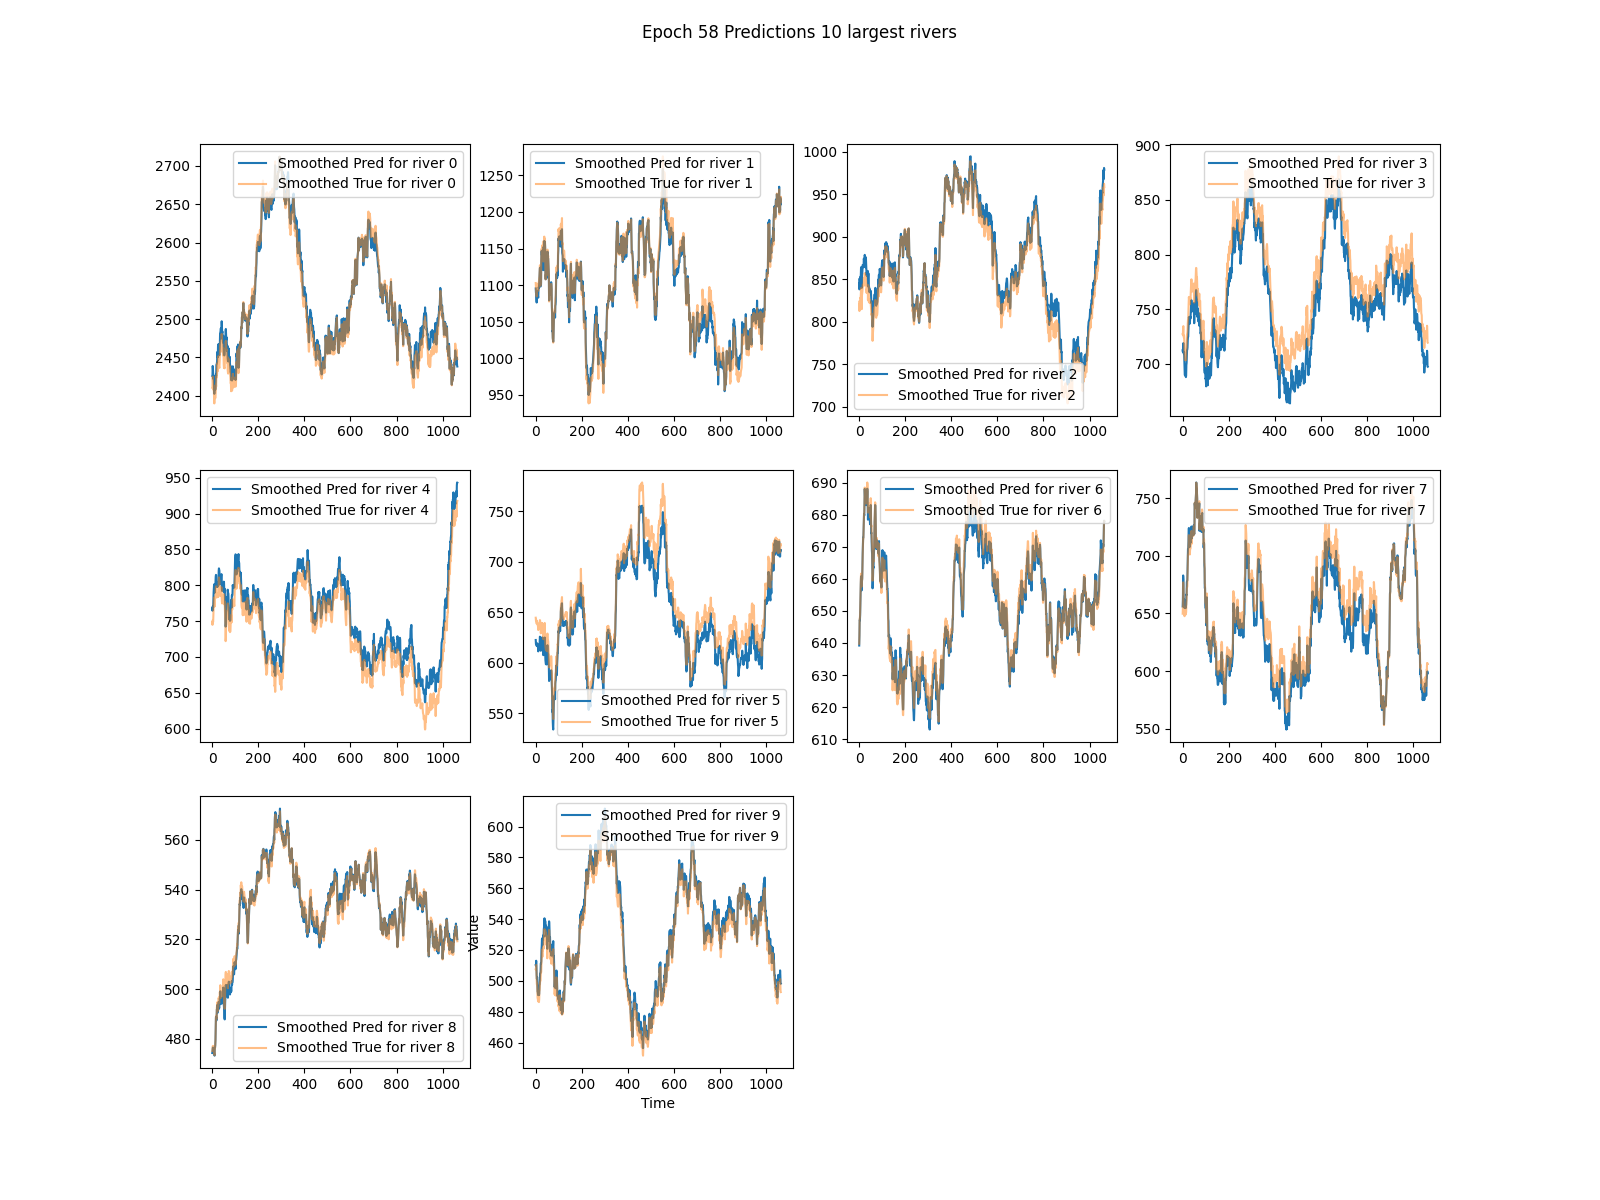 Epoch 58 Predictions 10 largest rivers
2700
2650
2600
2550
2500
2450
2400
Smoothed Pred for river 0
Smoothed True for river 0
0 200 400 600 800 1000
1250
1200
1150
1100
1050
1000
950
Smoothed Pred for river 1
Smoothed True for river 1
0 200 400 600 800 1000
1000
950
900
850
800
750
700
Smoothed Pred for river 2
Smoothed True for river 2
0 200 400 600 800 1000
900
850
800
750
700
Smoothed Pred for river 3
Smoothed True for river 3
0 200 400 600 800 1000
950
900
850
800
750
700
650
600
Smoothed Pred for river 4
Smoothed True for river 4
0 200 400 600 800 1000
750
700
650
600
550
Smoothed Pred for river 5
Smoothed True for river 5
0 200 400 600 800 1000
690
680
670
660
650
640
630
620
610
Smoothed Pred for river 6
Smoothed True for river 6
0 200 400 600 800 1000
750
700
650
600
550
Smoothed Pred for river 7
Smoothed True for river 7
0 200 400 600 800 1000
560
540
520
500
480
Smoothed Pred for river 8
Smoothed True for river 8
0 200 400 600 800 1000
Value
600
580
560
540
520
500
480
460
Smoothed Pred for river 9
Smoothed True for river 9
0 200 400 600 800 1000
Time